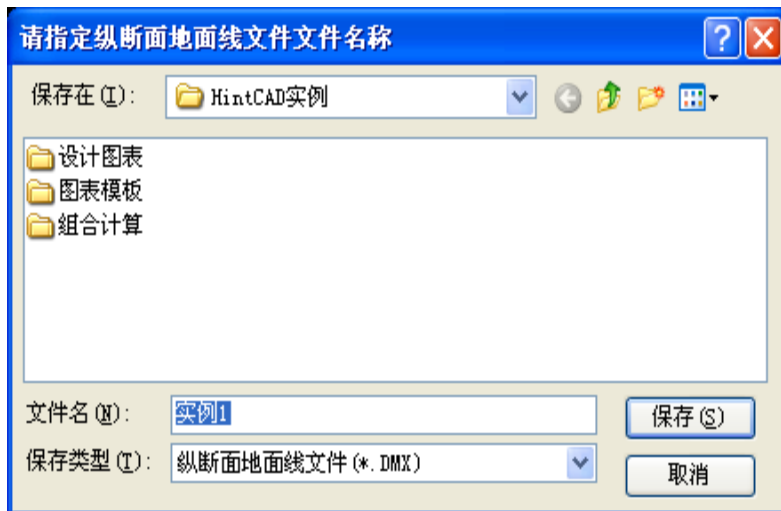 请指定纵断面地面线文件文件名称
保存在(I):
HintCAD实例
设计图表
图表模板
组合计算
文件名(N):
实例1
保存(S)
保存类型(T):
纵断面地面线文件(*.DMX)
取消